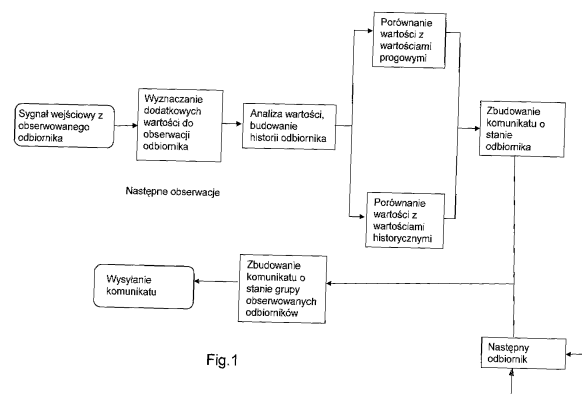 Porównanie
wartości z
wartościami
progowymi
Sygnał wejściowy z
obserwowanego
odbiornika
Wyznaczanie
dodatkowych
wartości do
obserwacji
odbiornika
Analiza wartości,
budowanie
historii odbiornika
Zbudowanie
komunikatu o
stanie
odbiornika
Następne obserwacje
Porównanie
wartości z
wartościami
historycznymi
Wysyłanie
komunikatu
Zbudowanie
komunikatu o
stanie grupy
obserwowanych
odbiorników
Następny
odbiornik
Fig.1